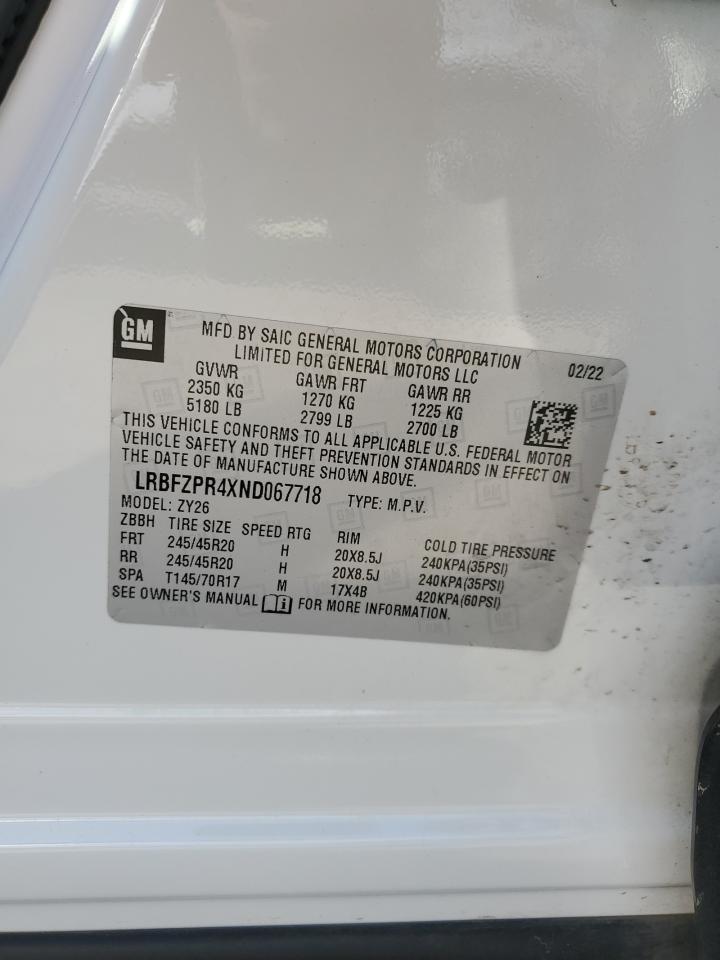 GM
MFD BY SAIC GENERAL MOTORS CORPORATION
LIMITED FOR GENERAL MOTORS LLC
02/22
GVWR GAWR FRT GAWR RR
2350 KG 1270 KG 1225 KG
5180 LB 2799 LB 2700 LB
THIS VEHICLE CONFORMS TO ALL APPLICABLE U.S. FEDERAL MOTOR
VEHICLE SAFETY AND THEFT PREVENTION STANDARDS IN EFFECT ON
THE DATE OF MANUFACTURE SHOWN ABOVE.
LRBFZPR4XND067718 TYPE: M.P.V.
MODEL: ZY26
ZBBH TIRE SIZE SPEED RTG RIM COLD TIRE PRESSURE
FRT 245/45R20 H 20X8.5J 240KPA(35PSI)
RR 245/45R20 H 20X8.5J 240KPA(35PSI)
SPA T145/70R17 M 17X4B 420KPA(60PSI)
SEE OWNER'S MANUAL i FOR MORE INFORMATION.